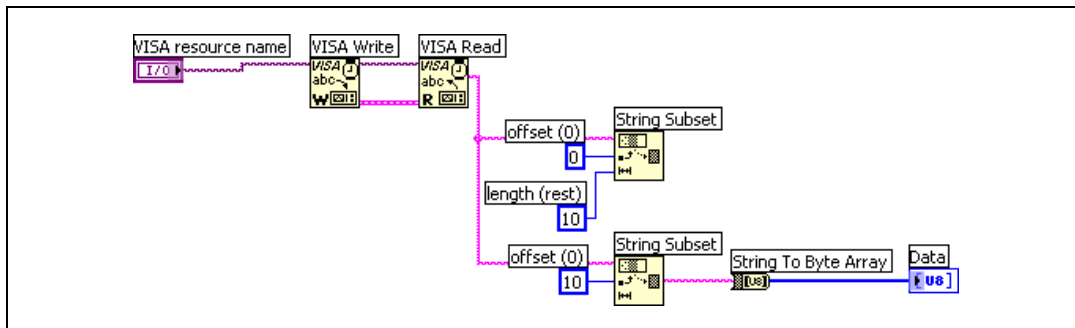 VISA resource name
VISA Write
VISA Read
I/O
VISA
abc
W
VISA
abc
R
String Subset
offset (0)
0
length (rest)
10
String Subset
offset (0)
10
String To Byte Array
[U8]
Data
U8]